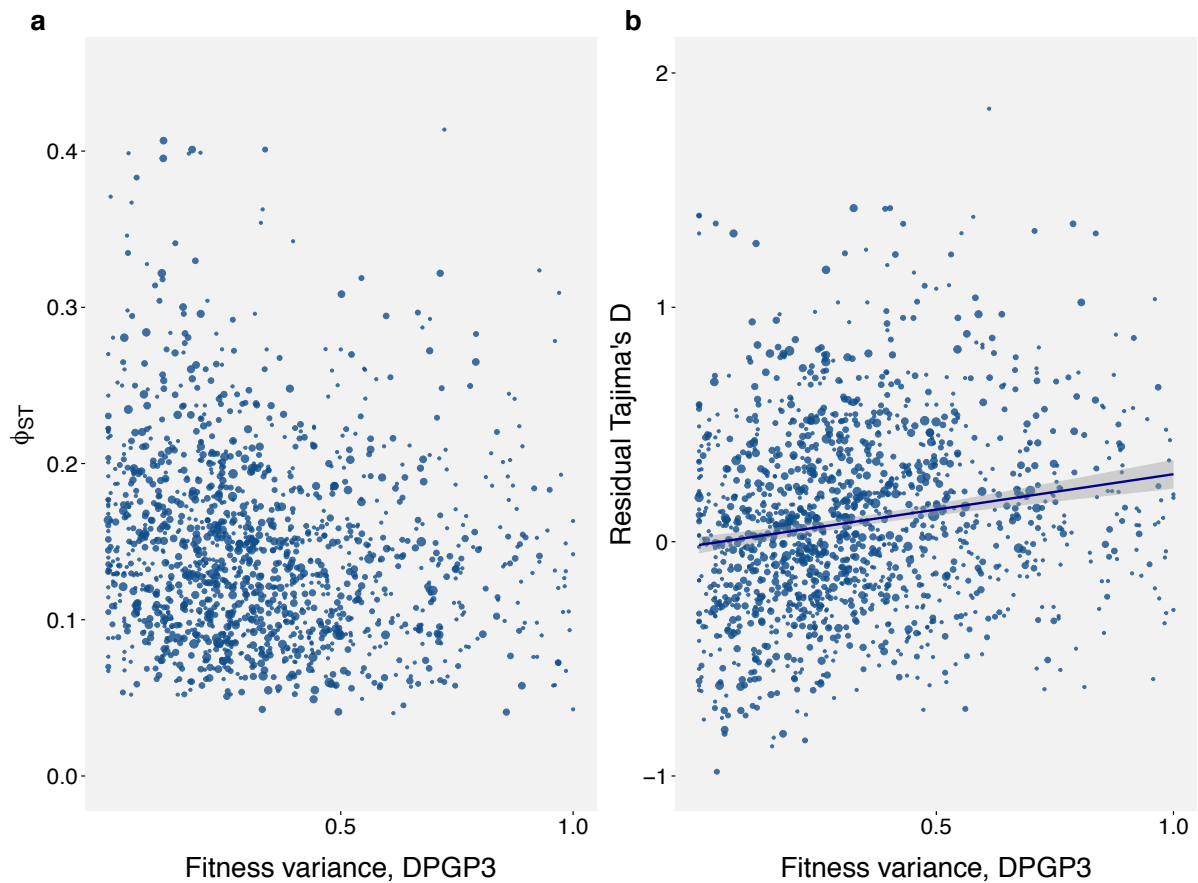 a
0.4
0.3
0.2
0.1
0.0
ϕST
0.5
1.0
Fitness variance, DPGP3
b
2
1
0
−1
Residual Tajima's D
0.5
1.0
Fitness variance, DPGP3